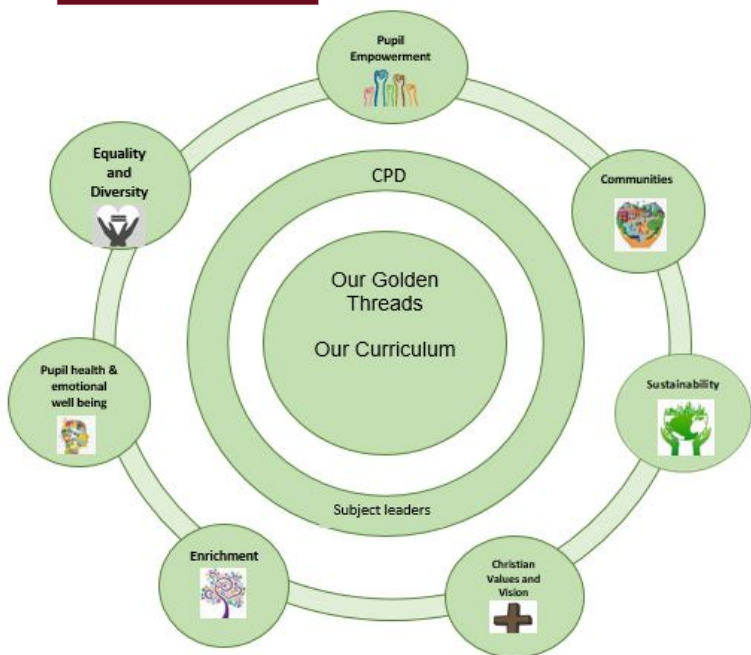 Pupil
Empowerment
Equality
and
Diversity
Communities
CPD
Our Golden
Threads
Our Curriculum
Pupil health &
emotional
well being
Sustainability
Subject leaders
Enrichment
Christian
Values and
Vision